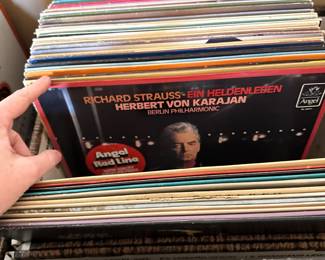 RICHARD STRAUSS-EIN HELDENLEBEN
HERBERT VON KARAJAN
BERLIN PHILHARMONIC
Angel
Angel
Red Line